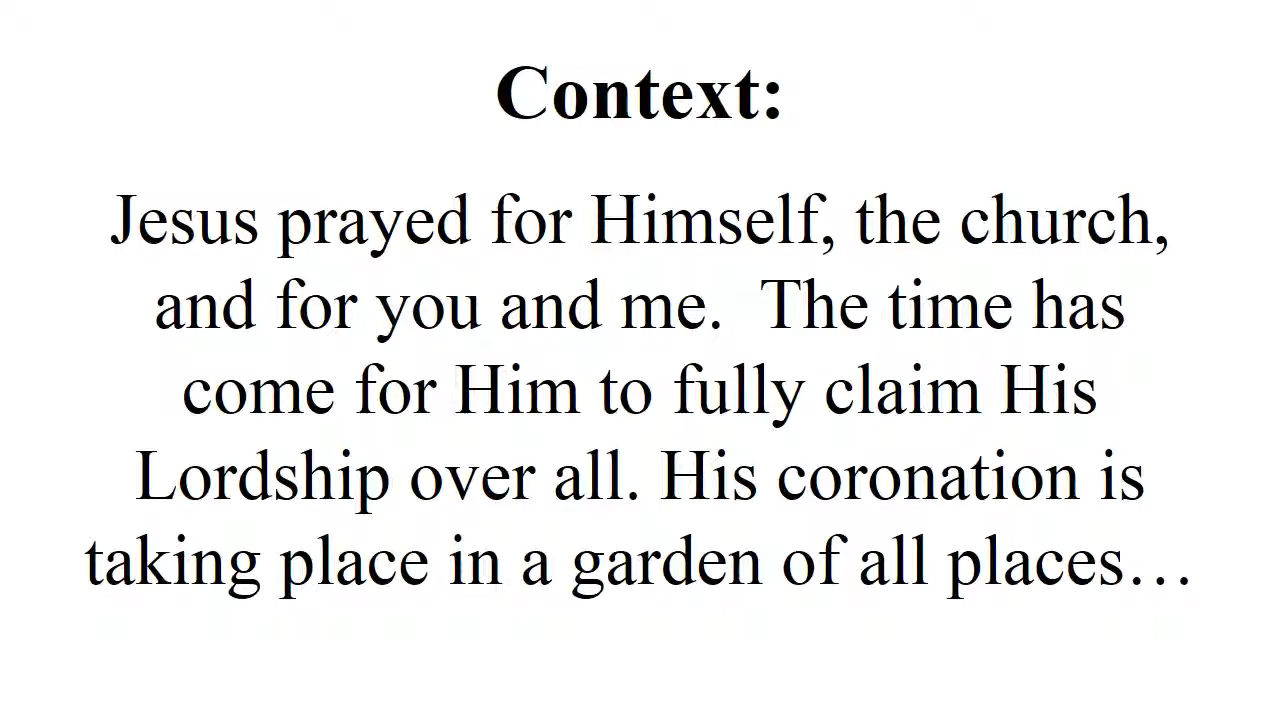 Context:
Jesus prayed for Himself, the church,
and for you and me.  The time has
come for Him to fully claim His
Lordship over all. His coronation is
taking place in a garden of all places…